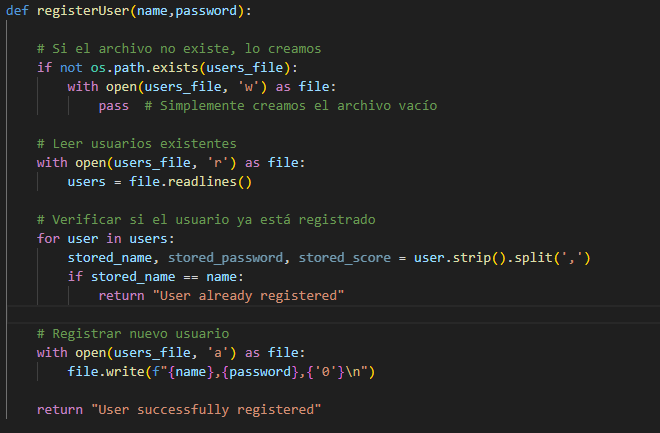 def registerUser(name,password):
# Si el archivo no existe, lo creamos
if not os.path.exists(users_file):
with open(users_file, 'w') as file:
pass  # Simplemente creamos el archivo vacío
# Leer usuarios existentes
with open(users_file, 'r') as file:
users = file.readlines()
# Verificar si el usuario ya está registrado
for user in users:
stored_name, stored_password, stored_score = user.strip().split(',')
if stored_name == name:
return "User already registered"
# Registrar nuevo usuario
with open(users_file, 'a') as file:
file.write(f"{name},{password},{'0'}\n")
return "User successfully registered"